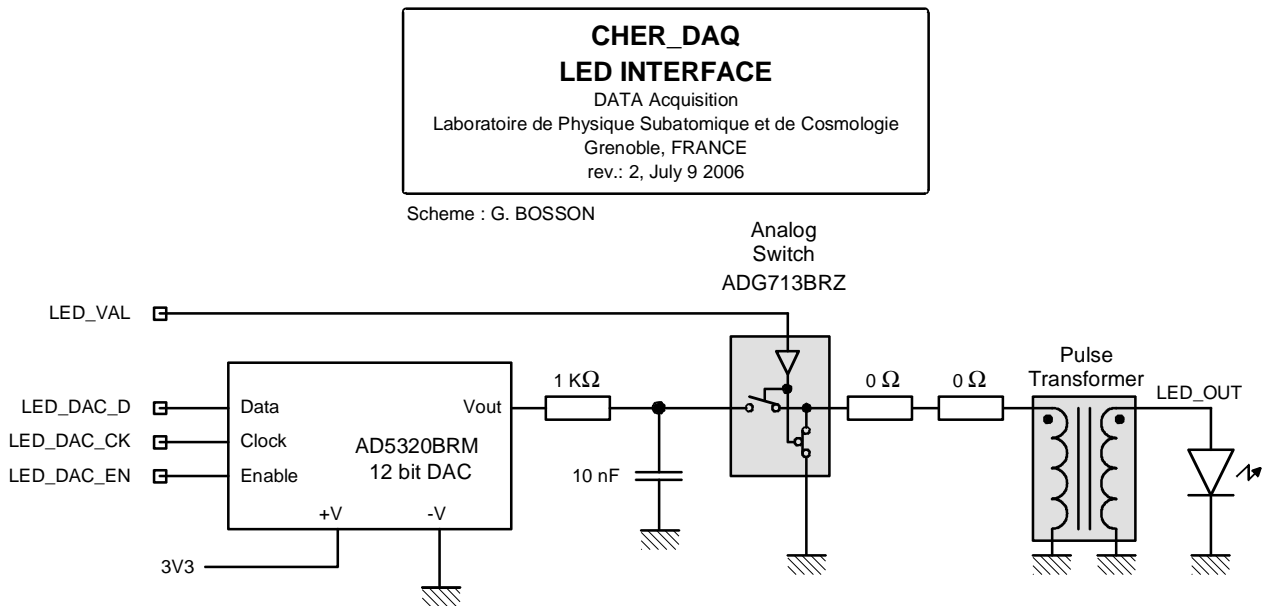 CHER_DAQ
LED INTERFACE
DATA Acquisition
Laboratoire de Physique Subatomique et de Cosmologie
Grenoble, FRANCE
rev.: 2, July 9 2006
Scheme : G. BOSSON
Analog
Switch
ADG713BRZ
LED_VAL
Pulse
Transformer
1 KΩ
0 Ω
0 Ω
LED_OUT
LED_DAC_D
Data
Vout
LED_DAC_CK
Clock
AD5320BRM
12 bit DAC
LED_DAC_EN
Enable
10 nF
+V
-V
3V3